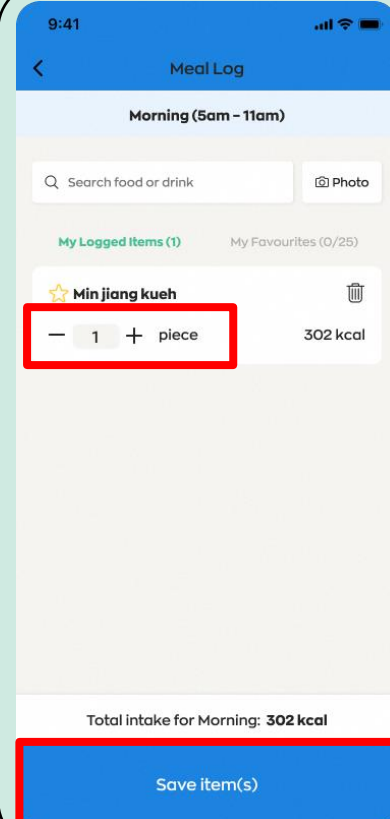 9:41
Meal Log
Morning (5am - 11am)
Search food or drink
Photo
My Logged Items (1) My Favourites (0/25)
Min jiang kueh
1 piece 302 kcal
Total intake for Morning: 302 kcal
Save item(s)